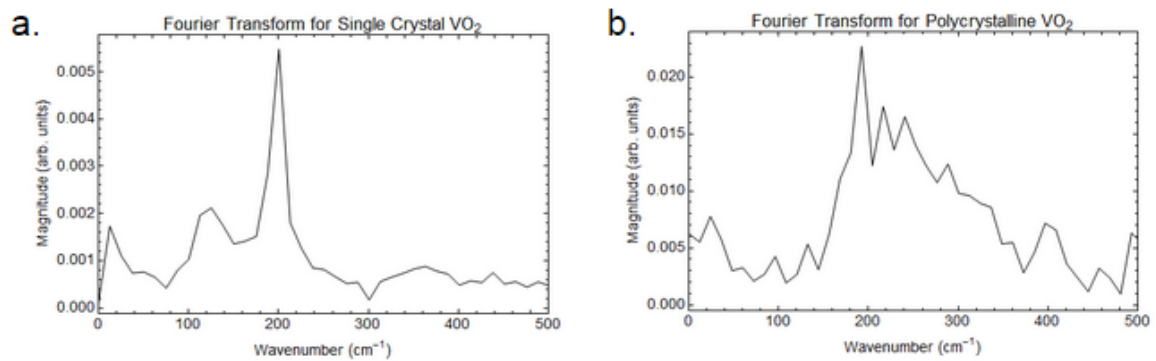 a.
Fourier Transform for Single Crystal VO₂
Magnitude (arb. units)
0.005
0.004
0.003
0.002
0.001
0.000
0 100 200 300 400 500
Wavenumber (cm⁻¹)
b.
Fourier Transform for Polycrystalline VO₂
Magnitude (arb. units)
0.020
0.015
0.010
0.005
0.000
0 100 200 300 400 500
Wavenumber (cm⁻¹)